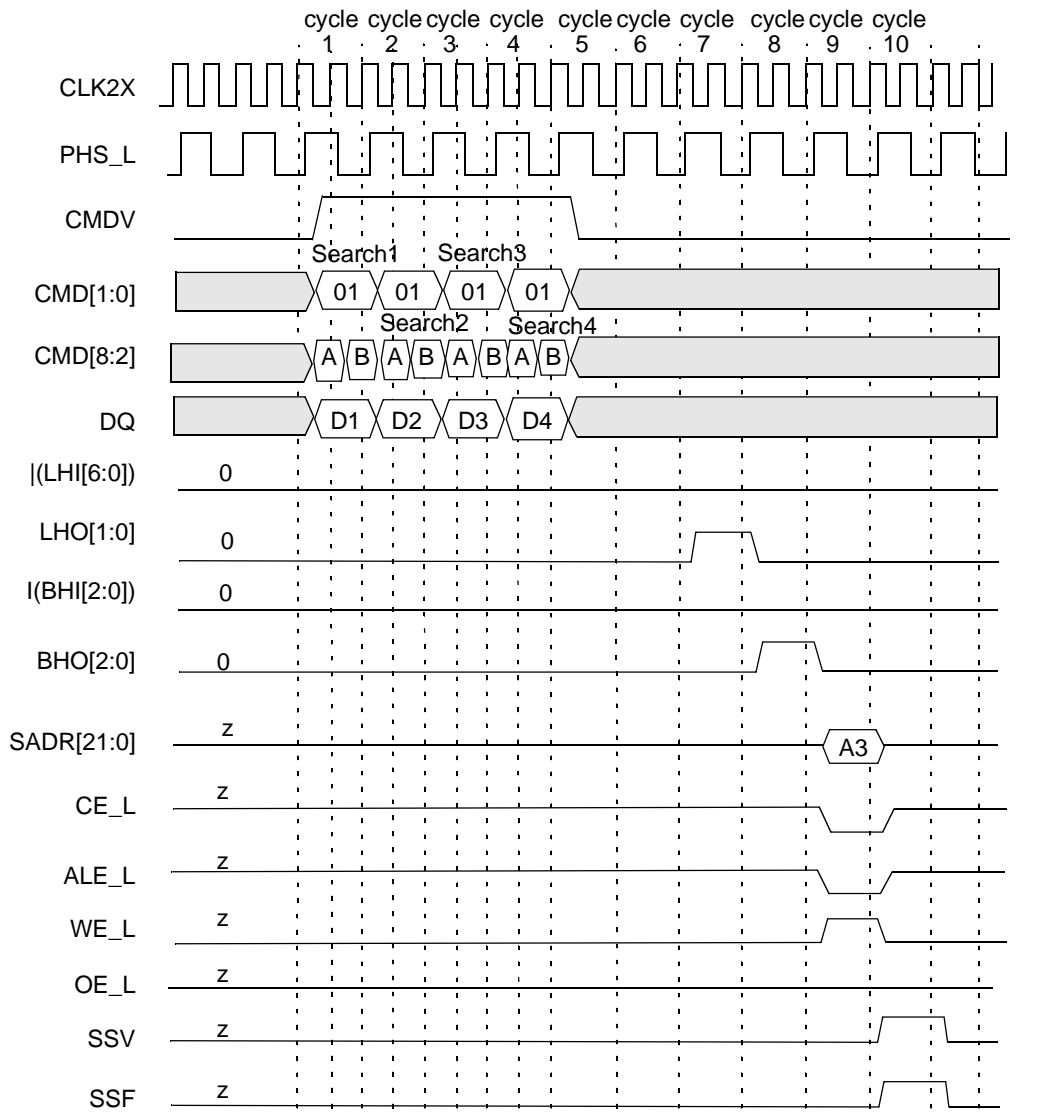 cycle cycle cycle cycle cycle cycle cycle cycle cycle cycle
1 2 3 4 5 6 7 8 9 10
CLK2X
PHS_L
CMDV
Search1 Search3
CMD[1:0] 01 01 01 01
Search2 Search4
CMD[8:2] A B A B A B A B
DQ D1 D2 D3 D4
|(LHI[6:0]) 0
LHO[1:0] 0
I(BHI[2:0]) 0
BHO[2:0] 0
SADR[21:0] z A3
CE_L z
ALE_L z
WE_L z
OE_L z
SSV z
SSF z